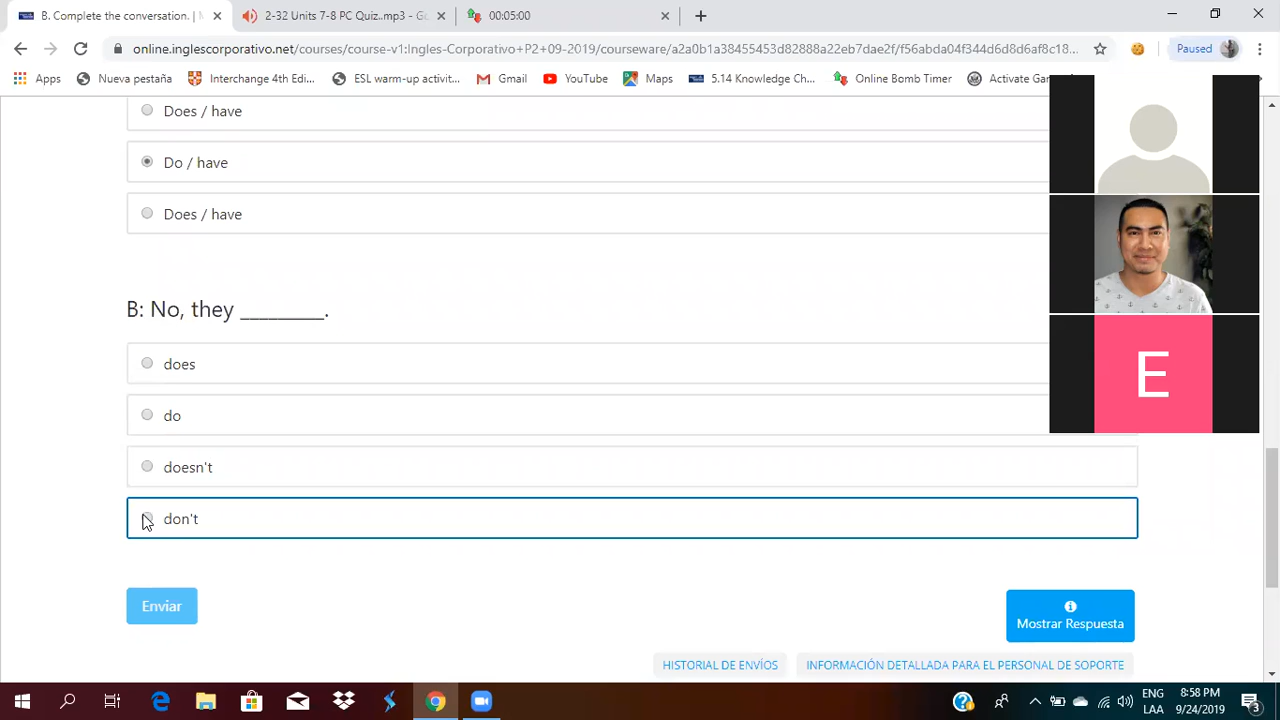 B. Complete the conversation. M
2-32 Units 7-8 PC Quiz..mp3 - Go
00:05:00
online.inglescorporativo.net/courses/course-v1:Ingles-Corporativo+P2+09-2019/courseware/a2a0b1a38455453d82888a22eb7dae2f/f56abda04f344d6d8d6af8c18...
Paused
Apps
Nueva pestaña
Interchange 4th Edi...
ESL warm-up activit...
Gmail
YouTube
Maps
5.14 Knowledge Ch...
Online Bomb Timer
Activate Gam
Does / have
Do / have
Does / have
B: No, they _________.
does
do
doesn't
don't
E
Enviar
Mostrar Respuesta
HISTORIAL DE ENVÍOS
INFORMACIÓN DETALLADA PARA EL PERSONAL DE SOPORTE
ENG
LAA
8:58 PM
9/24/2019
3